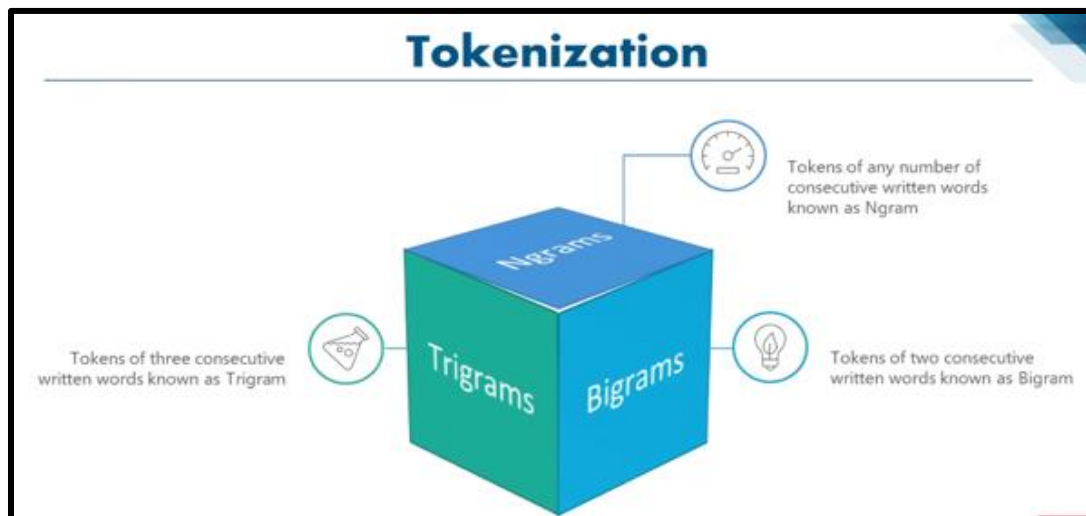 Tokenization
Tokens of any number of
consecutive written words
known as Ngram
Ngrams
Tokens of three consecutive
written words known as Trigram
Trigrams
Bigrams
Tokens of two consecutive
written words known as Bigram